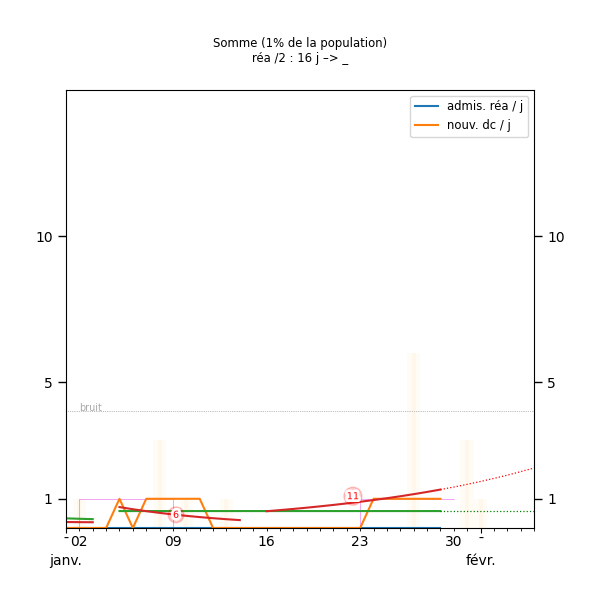 Somme (1% de la population)
réa /2 : 16 j –> _
admis. réa / j
nouv. dc / j
10 10
5 5
bruit
11
1 1
6
02 09 16 23 30 -
janv. févr.